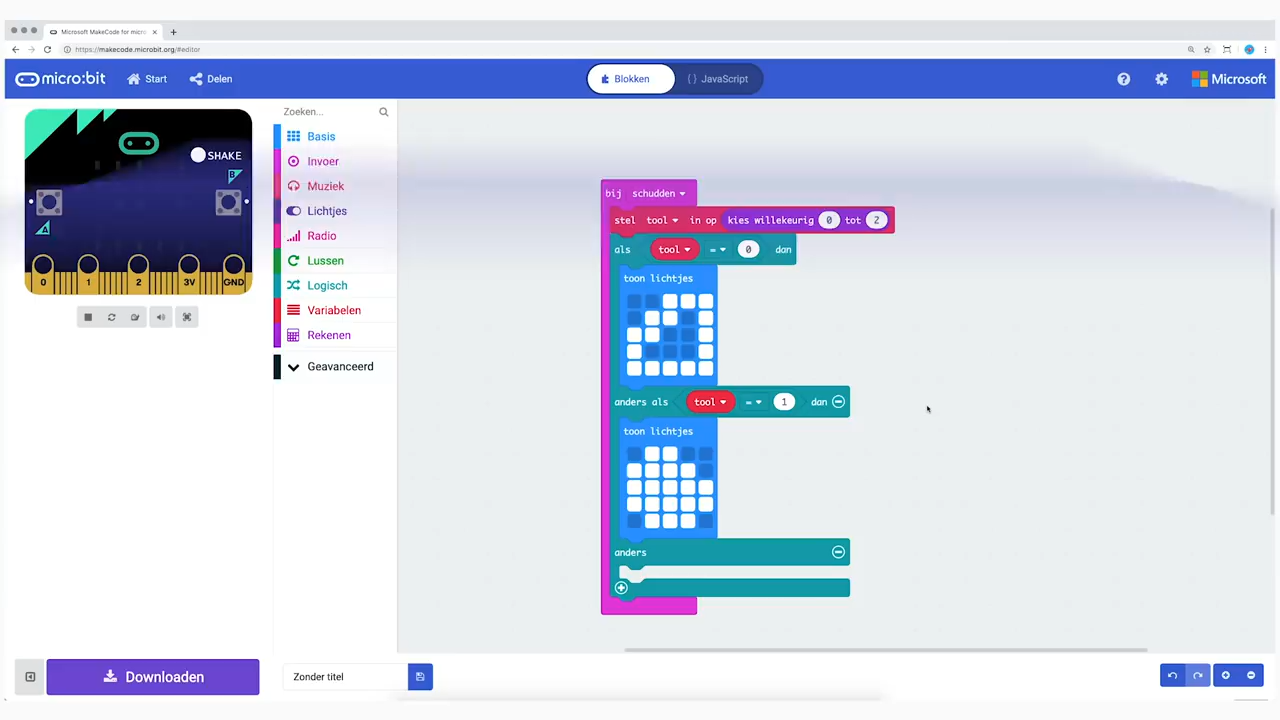 Microsoft MakeCode for micro
https://makecode.microbit.org/#editor
micro:bit
Start
Delen
Blokken
{} JavaScript
Microsoft
SHAKE
B
A
0 1 2 3V GND
Zoeken...
Basis
Invoer
Muziek
Lichtjes
Radio
Lussen
Logisch
Variabelen
Rekenen
Geavanceerd
bij schudden
stel tool in op kies willekeurig 0 tot 2
als tool = 0 dan
toon lichtjes
anders als tool = 1 dan
toon lichtjes
anders
Downloaden
Zonder titel